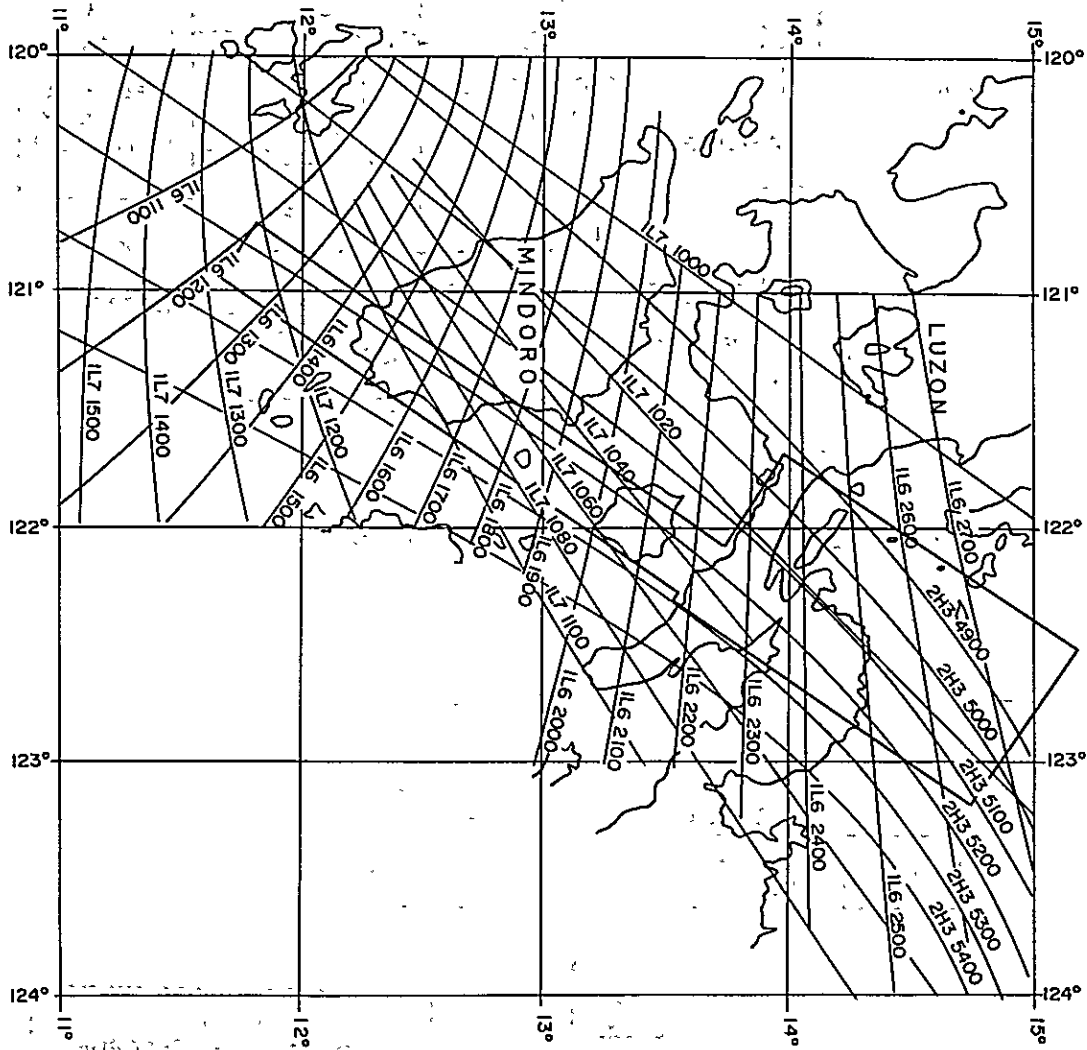 11° 12° 13° 14° 15°
120° 120°
1L6 1100
1L7 1000
MINDORO
121° 121°
1L6 1200
LUZON
1L6 1300
1L6 1400
1L7 1500
1L7 1400
1L7 1300
1L7 1200
1L7 1020
1L7 1040
1L7 1060
1L7 1080
1L7 1100
1L6 1500
1L6 1600
1L6 1700
1L6 1800
1L6 1900
1L6 2600
1L6 2700
122° 122°
1L6 2000
1L6 2100
1L6 2200
1L6 2300
1L6 2400
1L6 2500
2H3 4900
2H3 5000
2H3 5100
2H3 5200
2H3 5300
2H3 5400
123° 123°
124° 124°
11° 12° 13° 14° 15°